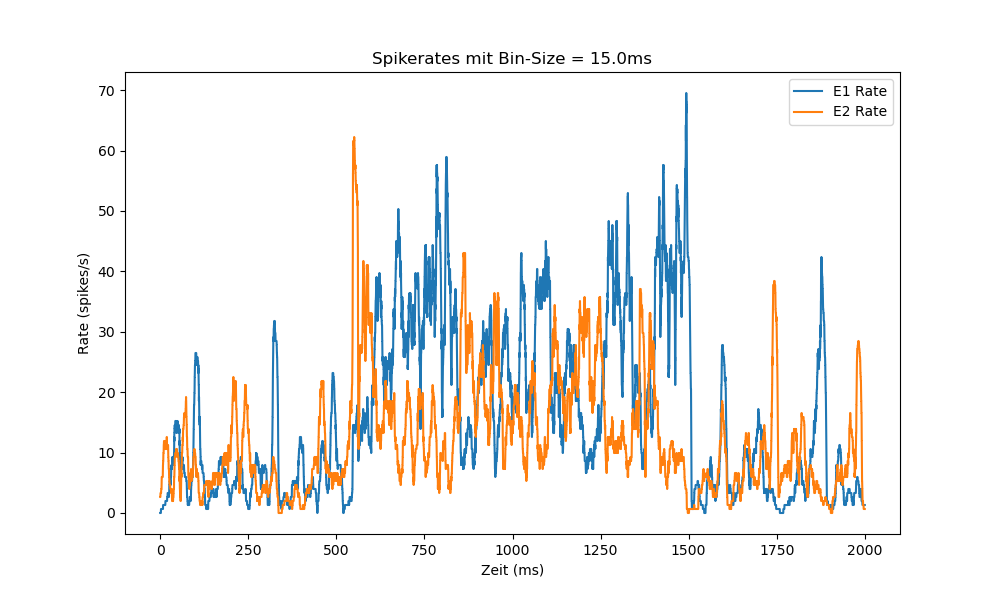 Spikerates mit Bin-Size = 15.0ms
E1 Rate
E2 Rate
Rate (spikes/s)
70
60
50
40
30
20
10
0
0 250 500 750 1000 1250 1500 1750 2000
Zeit (ms)